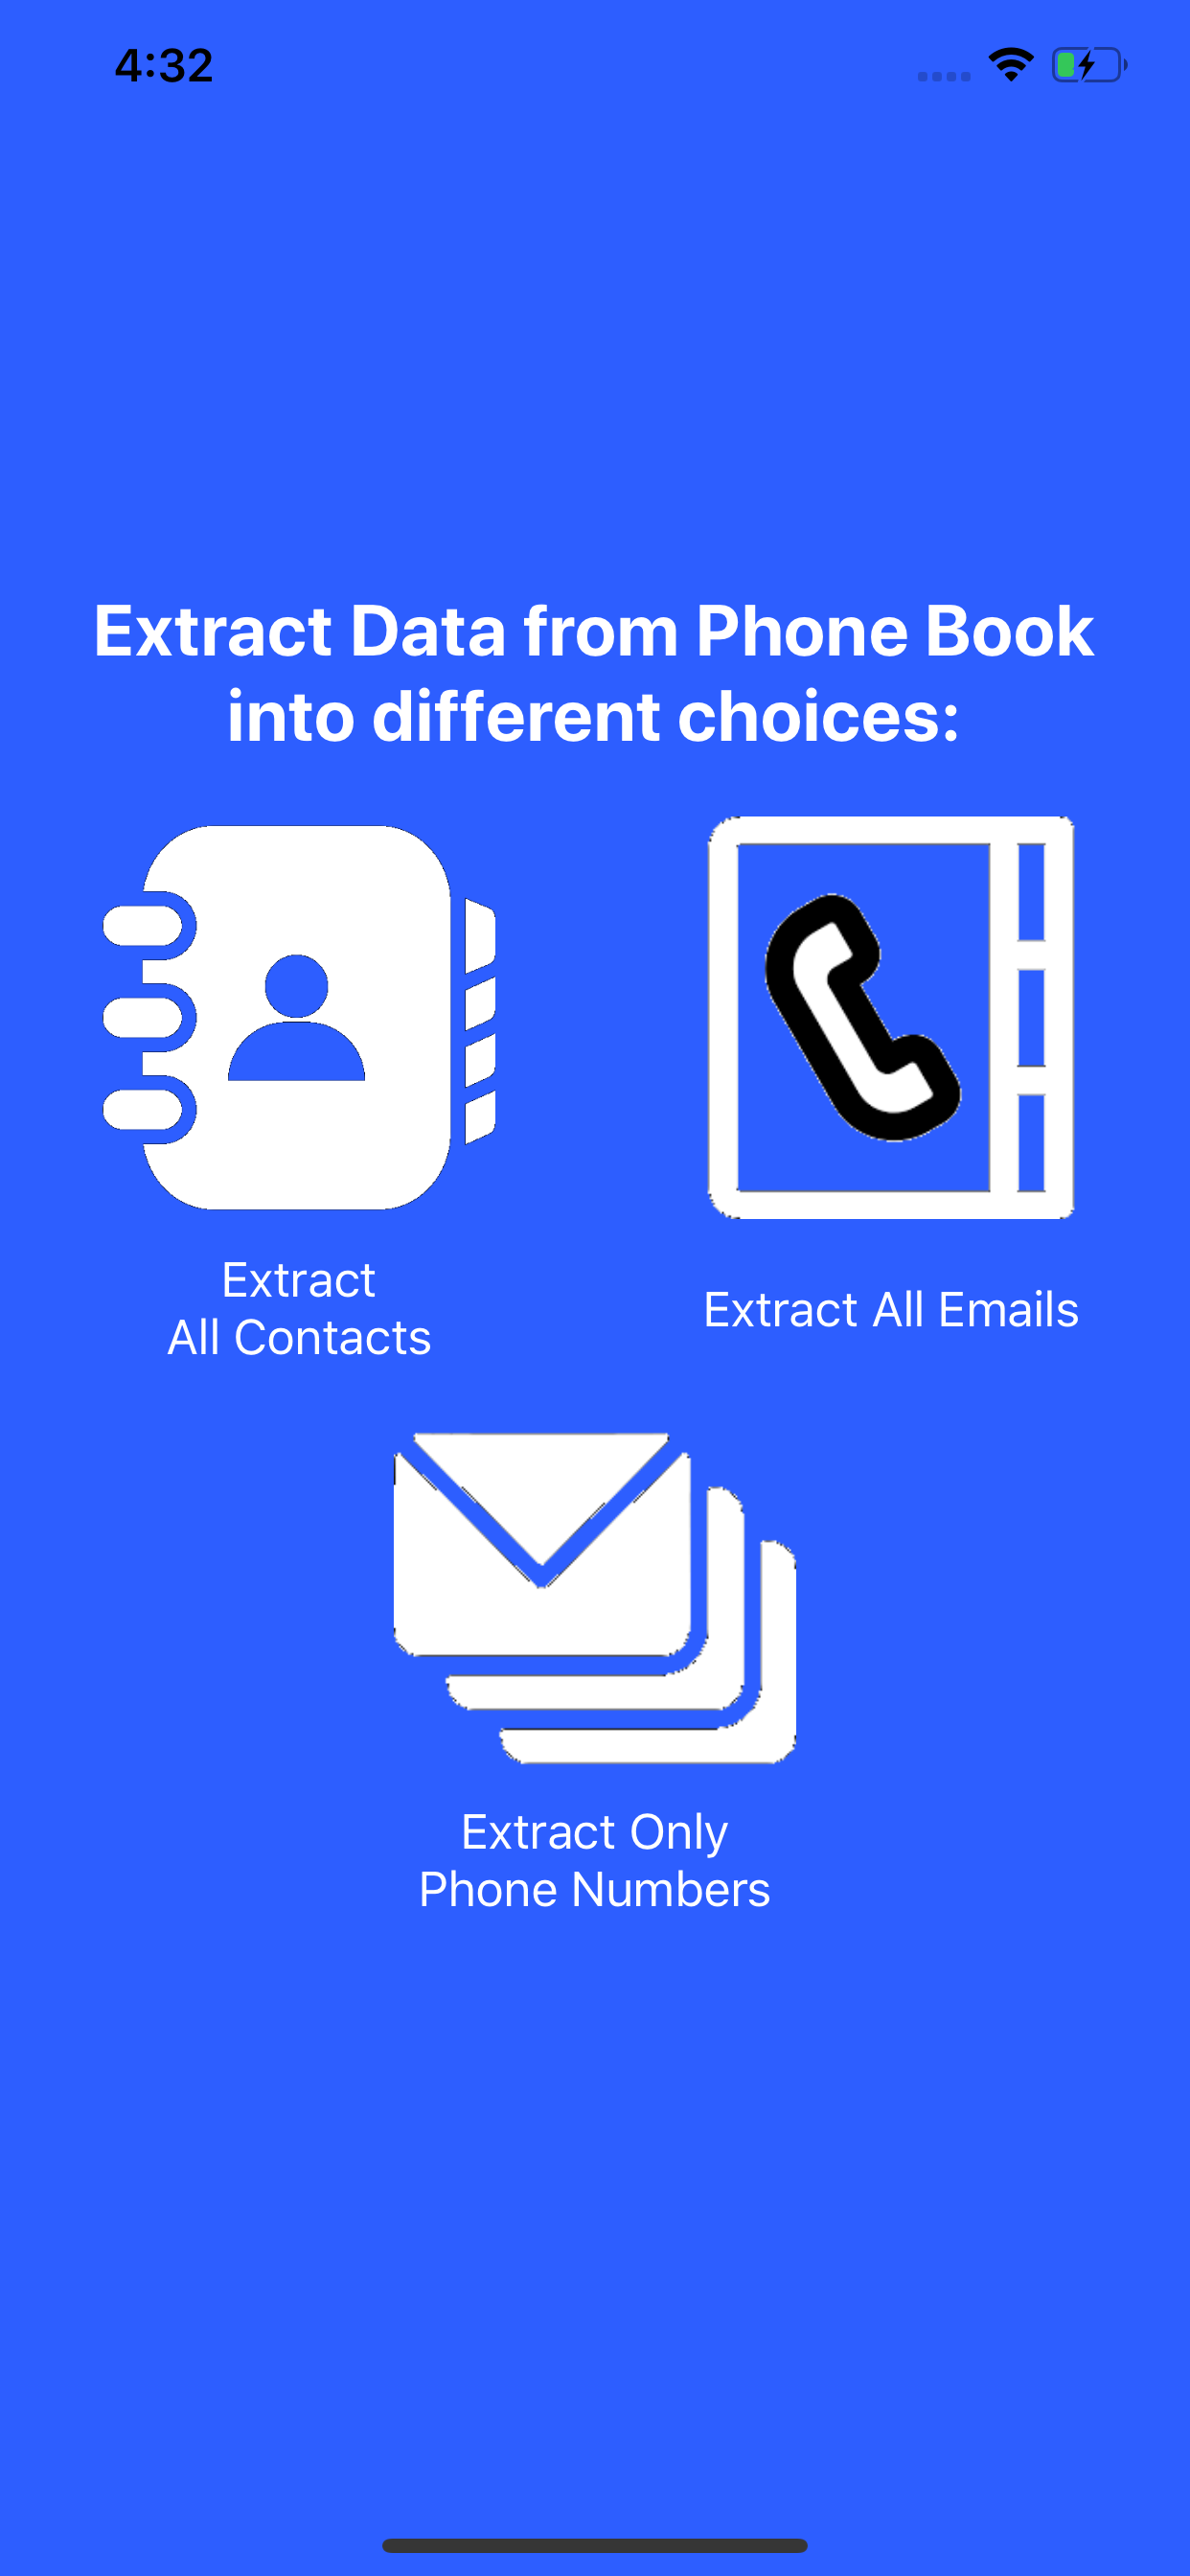 4:32
Extract Data from Phone Book
into different choices:
Extract
All Contacts
Extract All Emails
Extract Only
Phone Numbers